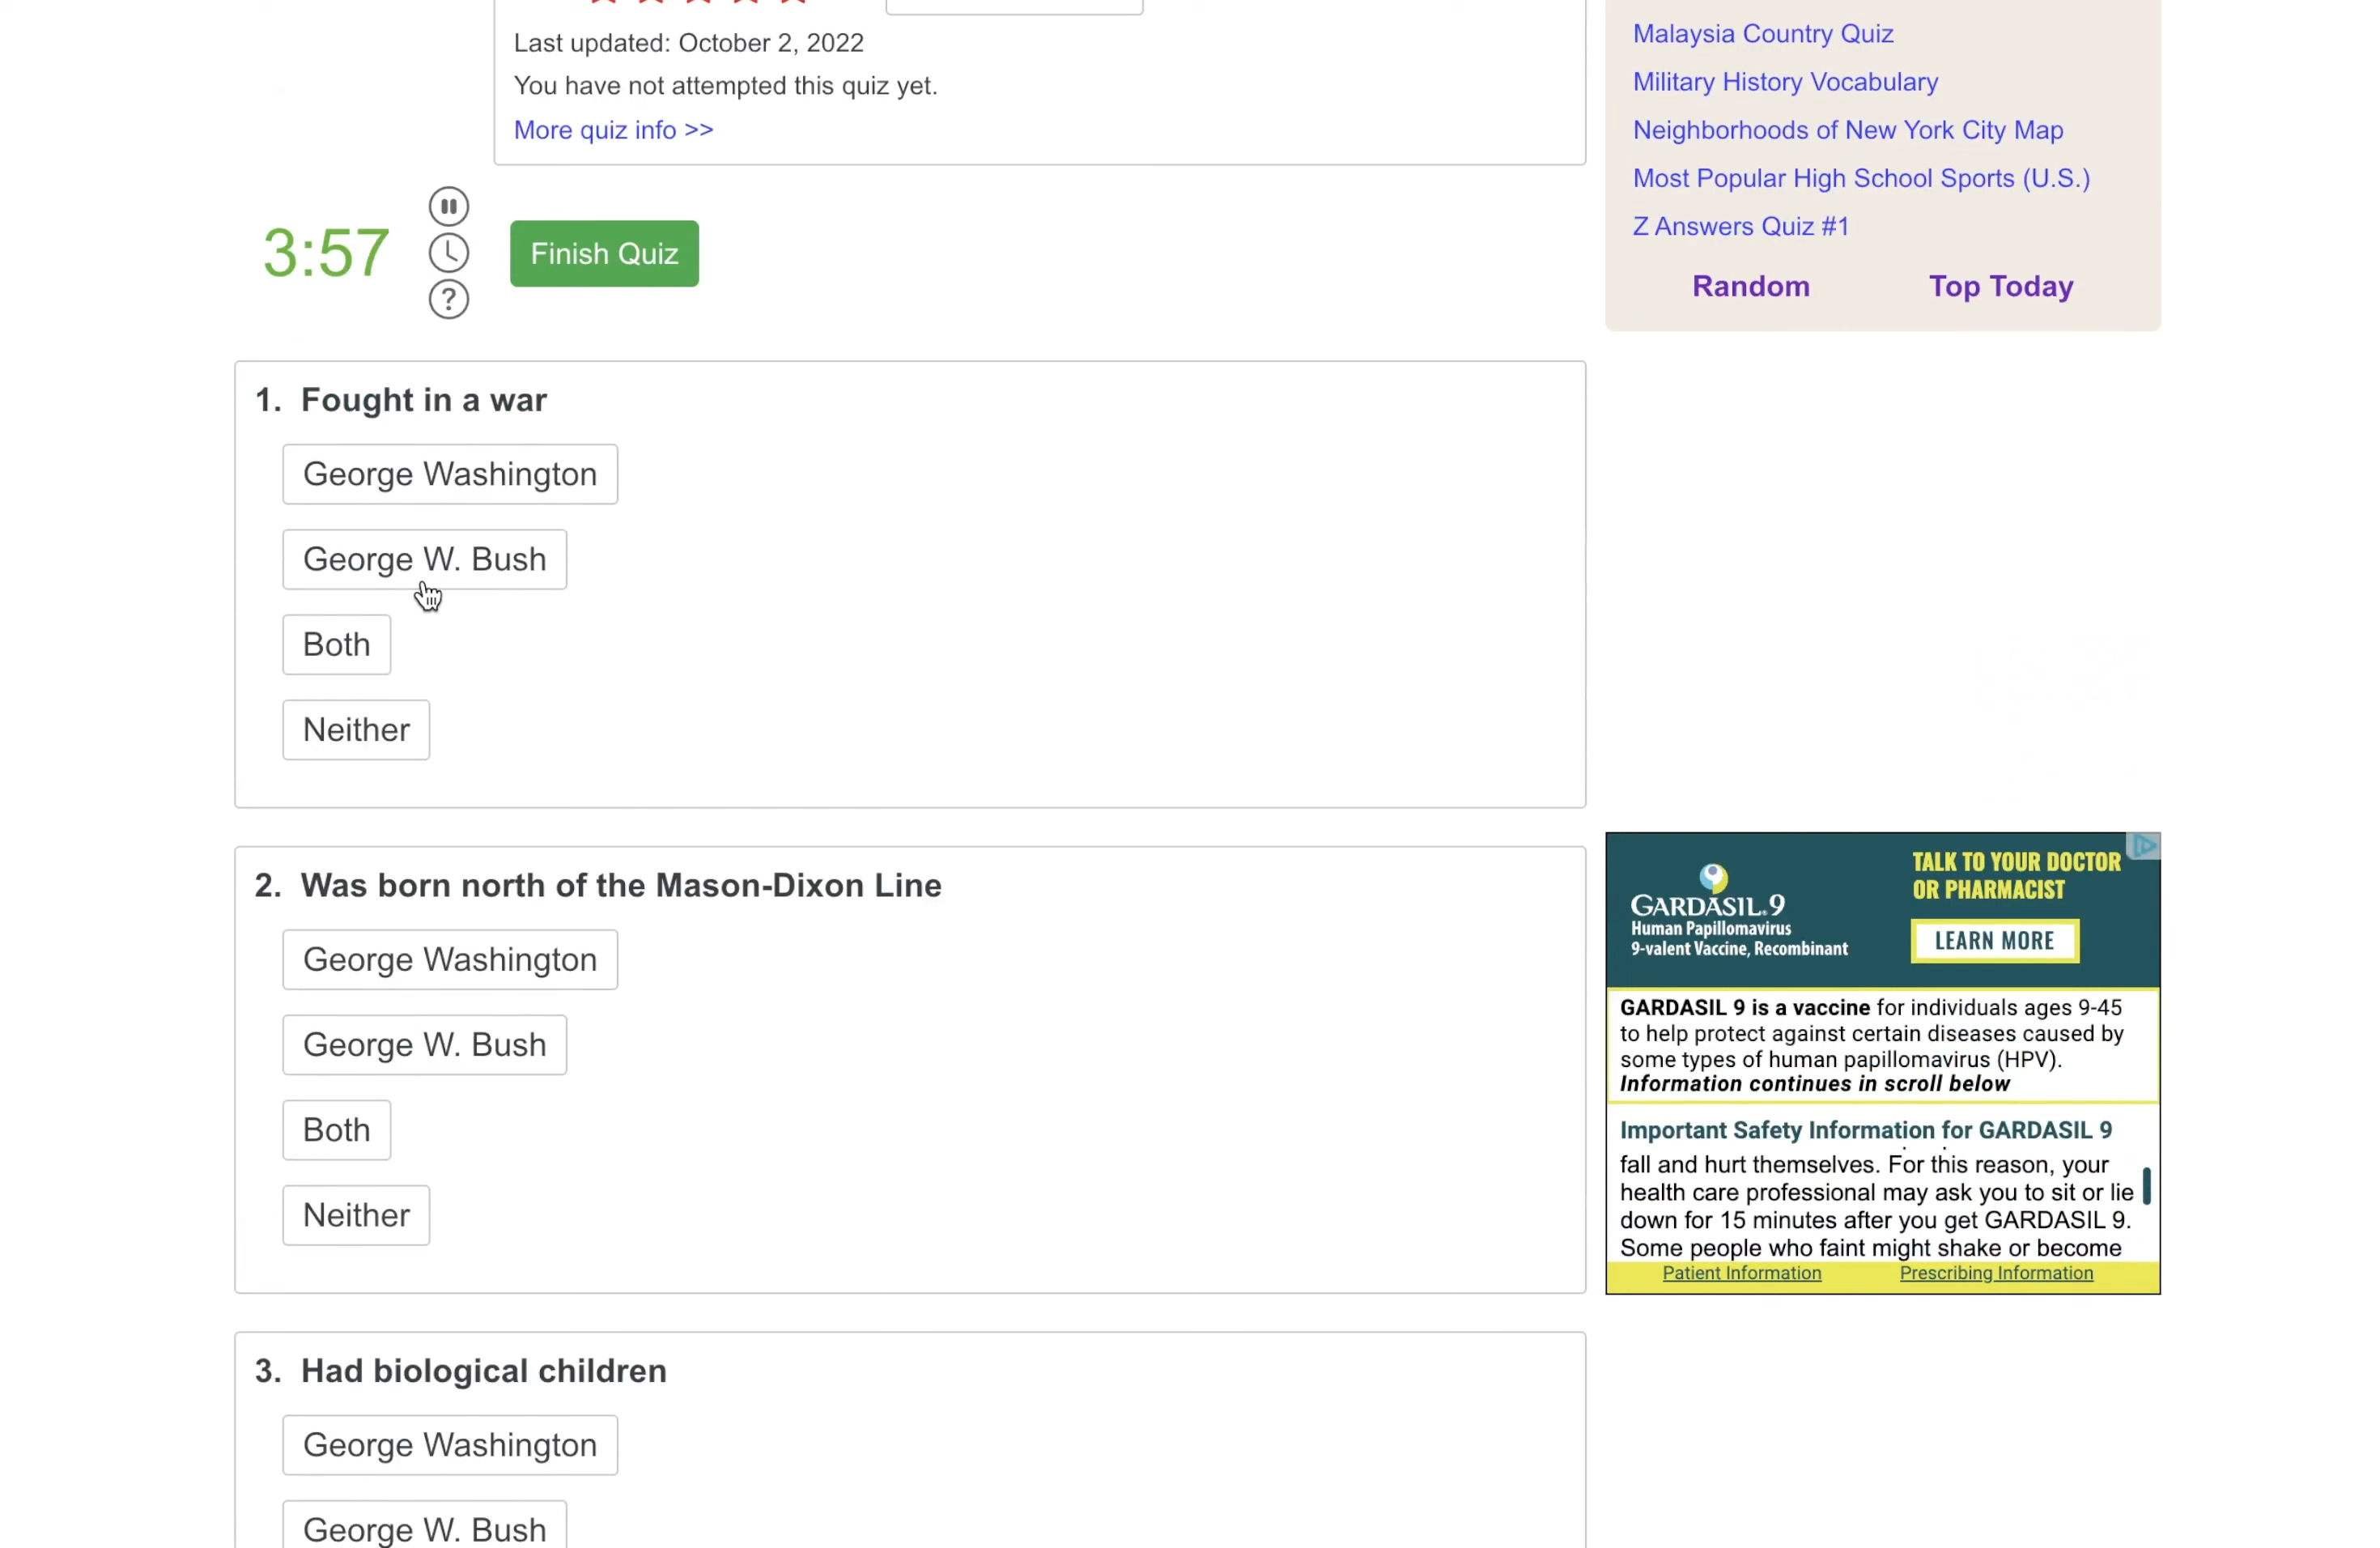 Last updated: October 2, 2022
You have not attempted this quiz yet.
More quiz info >>
Malaysia Country Quiz
Military History Vocabulary
Neighborhoods of New York City Map
Most Popular High School Sports (U.S.)
Z Answers Quiz #1
Random Top Today
3:57
?
Finish Quiz
1. Fought in a war
George Washington
George W. Bush
Both
Neither
2. Was born north of the Mason-Dixon Line
George Washington
George W. Bush
Both
Neither
3. Had biological children
George Washington
George W. Bush
GARDASIL.9
Human Papillomavirus
9-valent Vaccine, Recombinant
TALK TO YOUR DOCTOR
OR PHARMACIST
LEARN MORE
GARDASIL 9 is a vaccine for individuals ages 9-45
to help protect against certain diseases caused by
some types of human papillomavirus (HPV).
Information continues in scroll below
Important Safety Information for GARDASIL 9
fall and hurt themselves. For this reason, your
health care professional may ask you to sit or lie
down for 15 minutes after you get GARDASIL 9.
Some people who faint might shake or become
Patient Information Prescribing Information